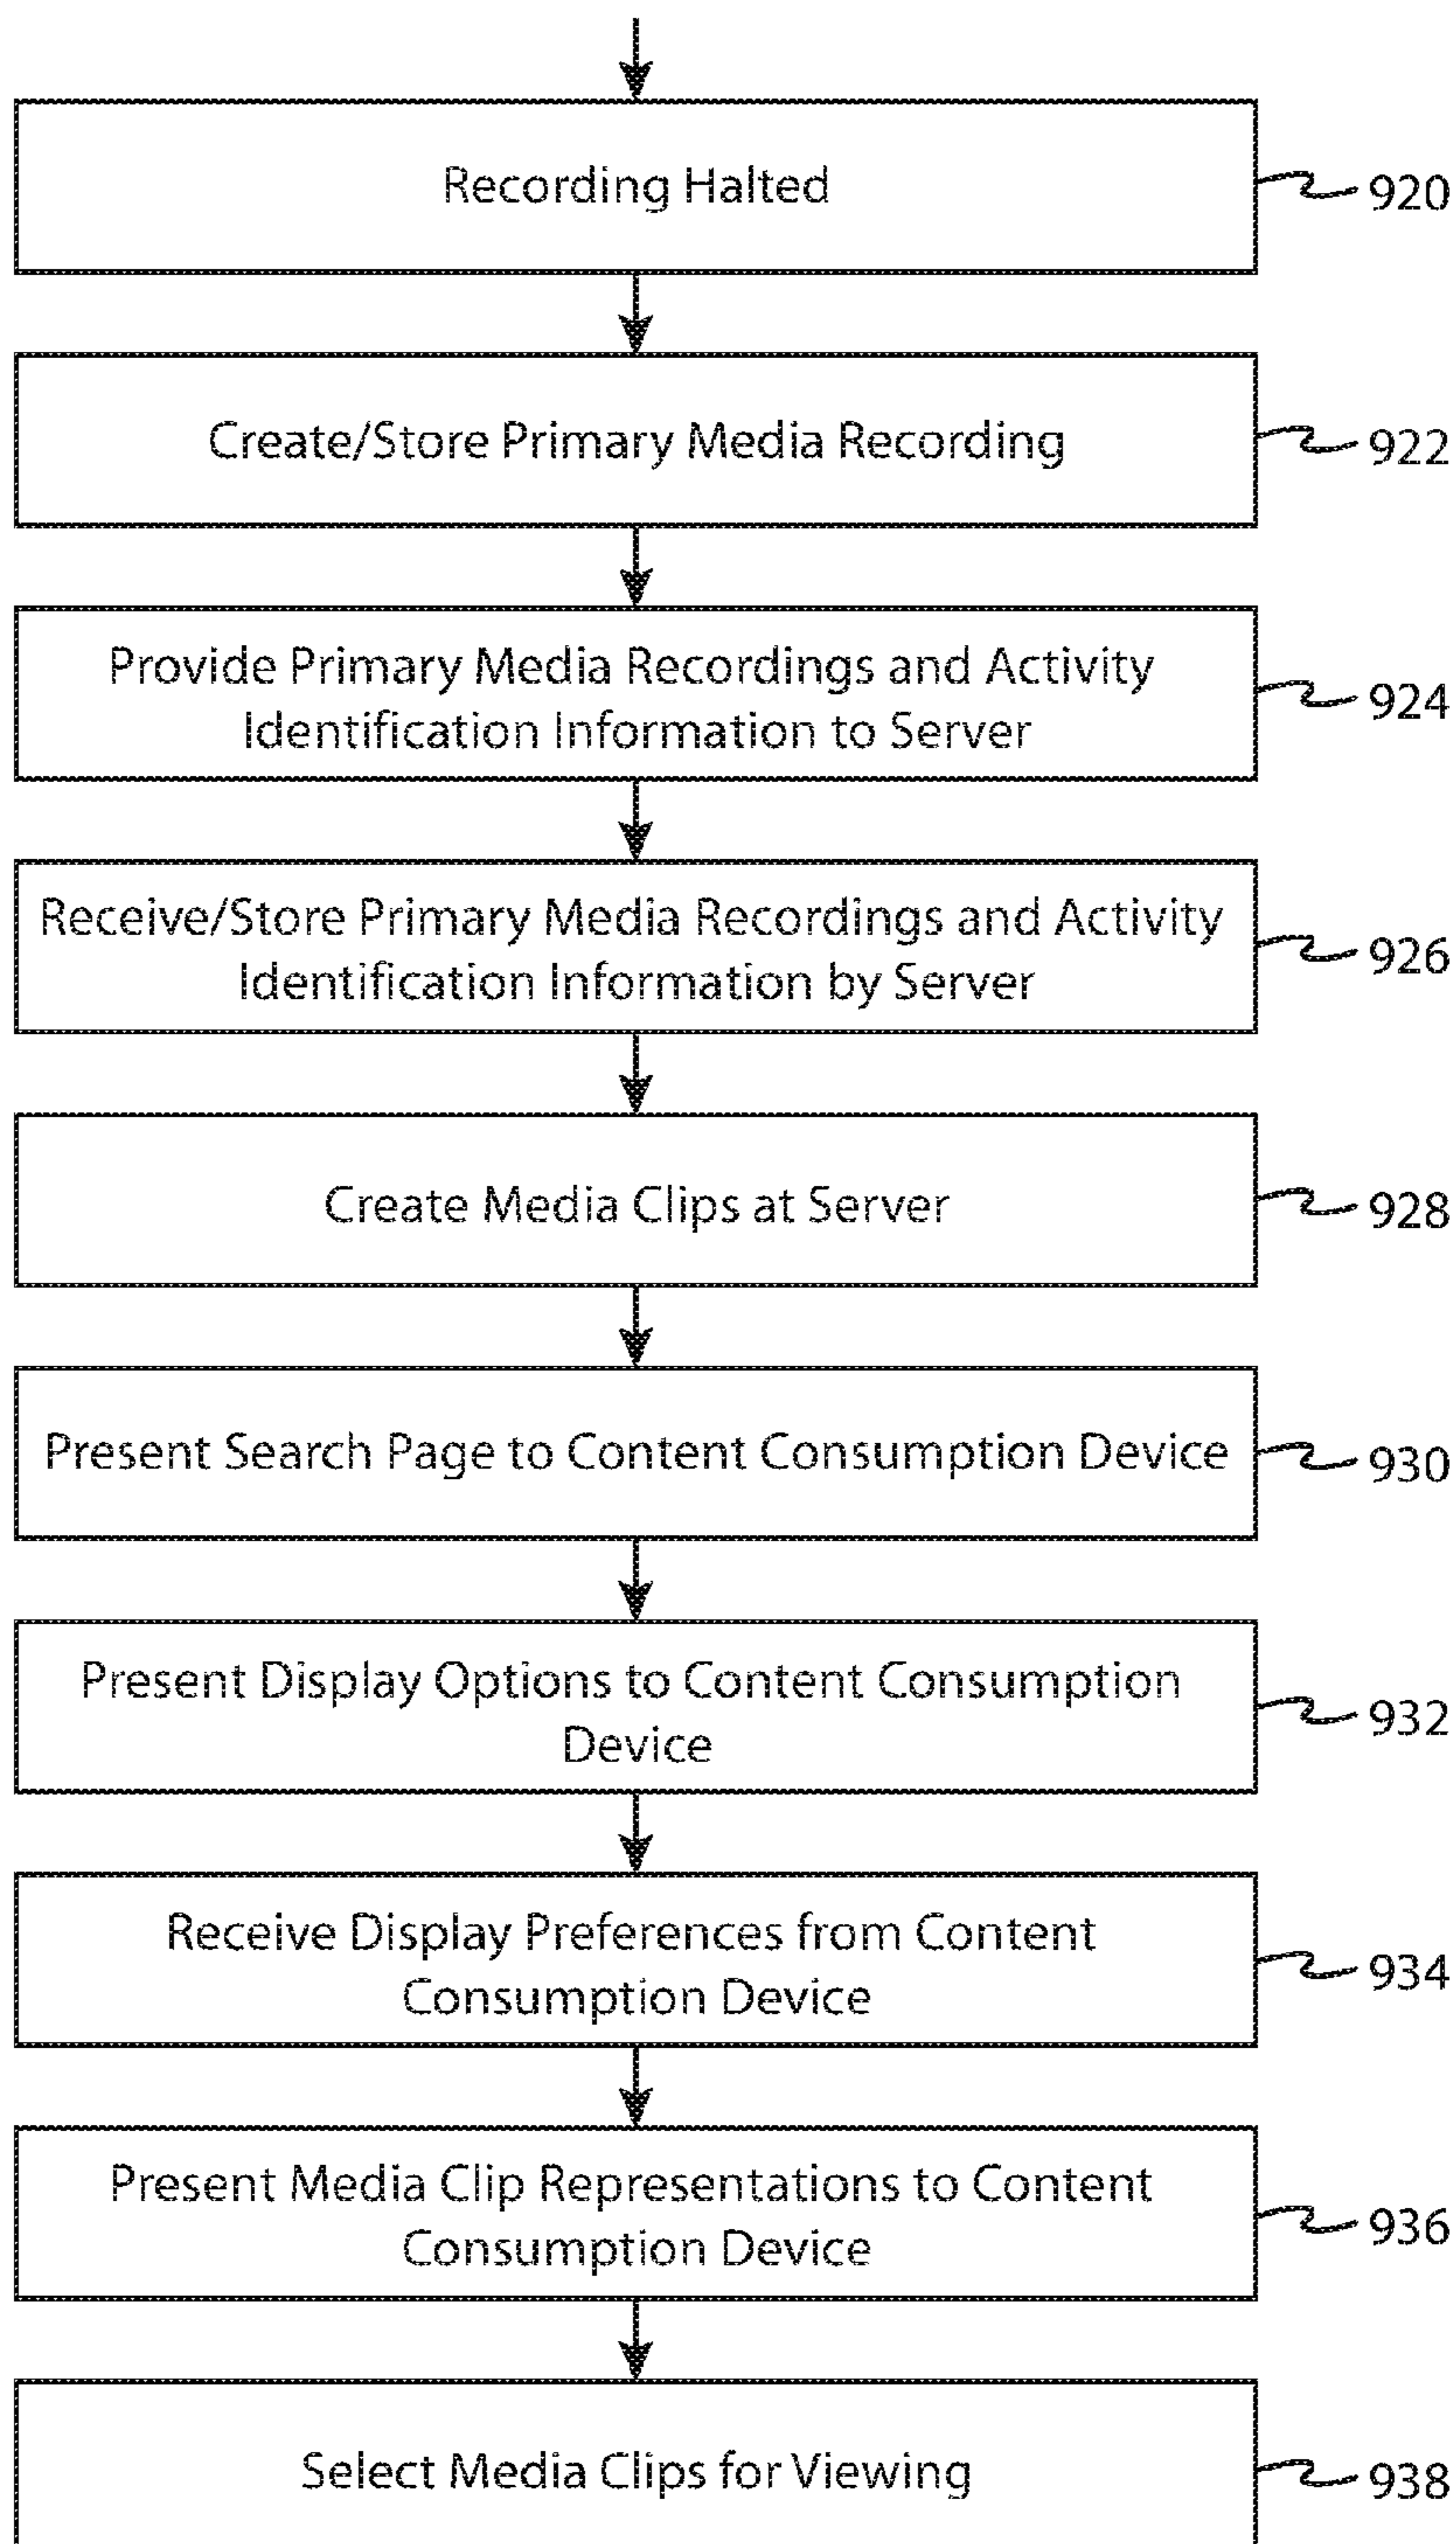 Recording Halted
920
Create/Store Primary Media Recording
922
Provide Primary Media Recordings and Activity
Identification Information to Server
924
Receive/Store Primary Media Recordings and Activity
Identification Information by Server
926
Create Media Clips at Server
928
Present Search Page to Content Consumption Device
930
Present Display Options to Content Consumption
Device
932
Receive Display Preferences from Content
Consumption Device
934
Present Media Clip Representations to Content
Consumption Device
936
Select Media Clips for Viewing
938